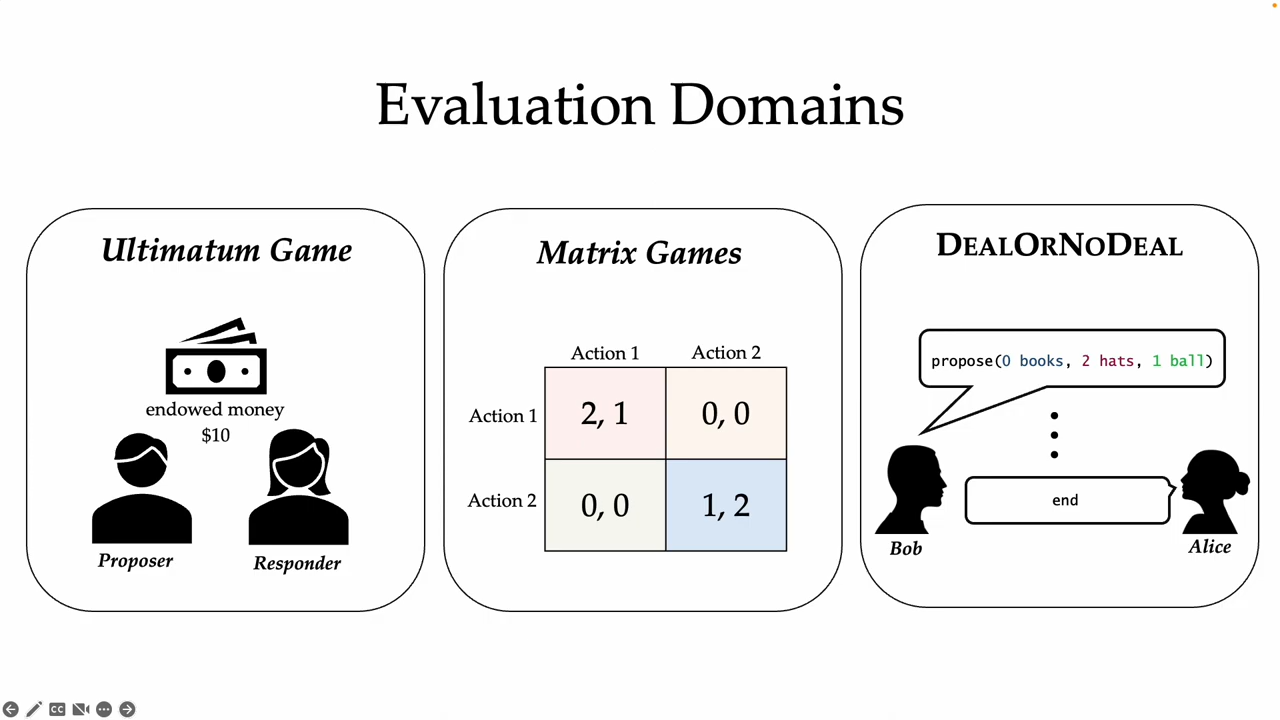 Evaluation Domains
Ultimatum Game
endowed money
$10
Proposer
Responder
Matrix Games
Action 1 Action 2
Action 1 2, 1 0, 0
Action 2 0, 0 1, 2
DEALORNODEAL
propose(0 books, 2 hats, 1 ball)
end
Bob
Alice
CC